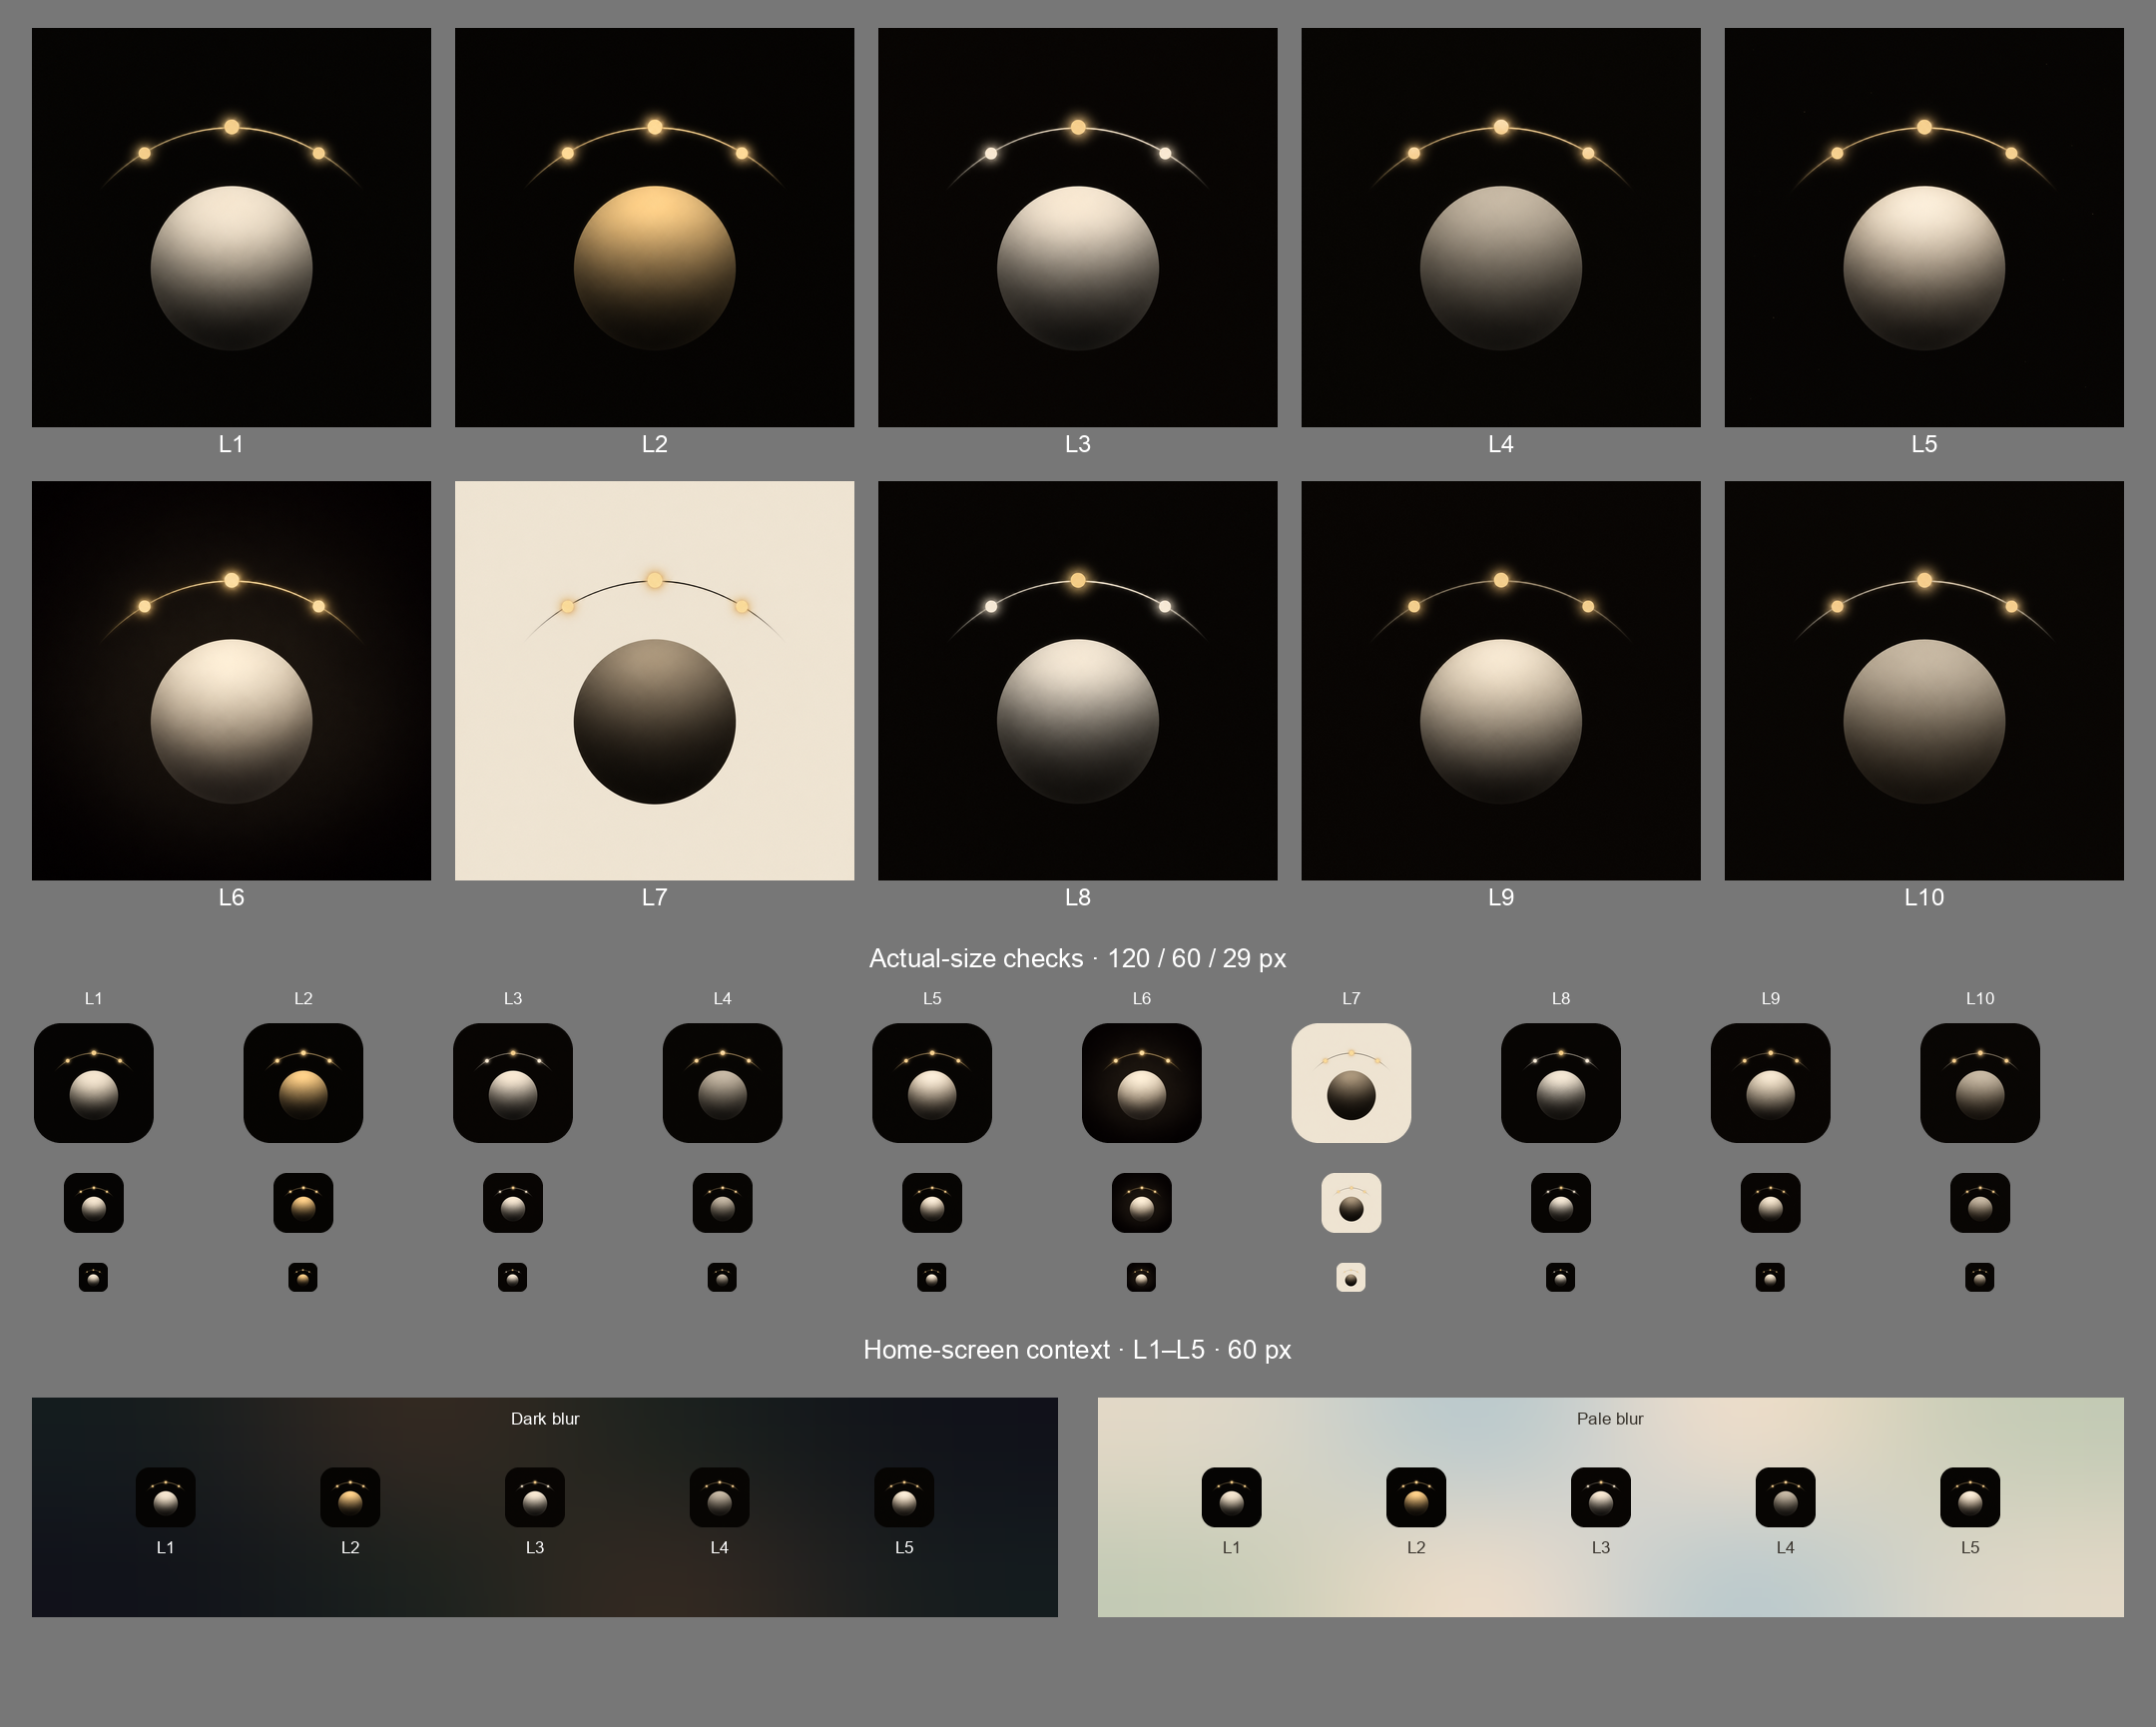 L1 L2 L3 L4 L5
L6 L7 L8 L9 L10
Actual-size checks · 120 / 60 / 29 px
L1 L2 L3 L4 L5 L6 L7 L8 L9 L10
Home-screen context · L1–L5 · 60 px
Dark blur
L1 L2 L3 L4 L5
Pale blur
L1 L2 L3 L4 L5